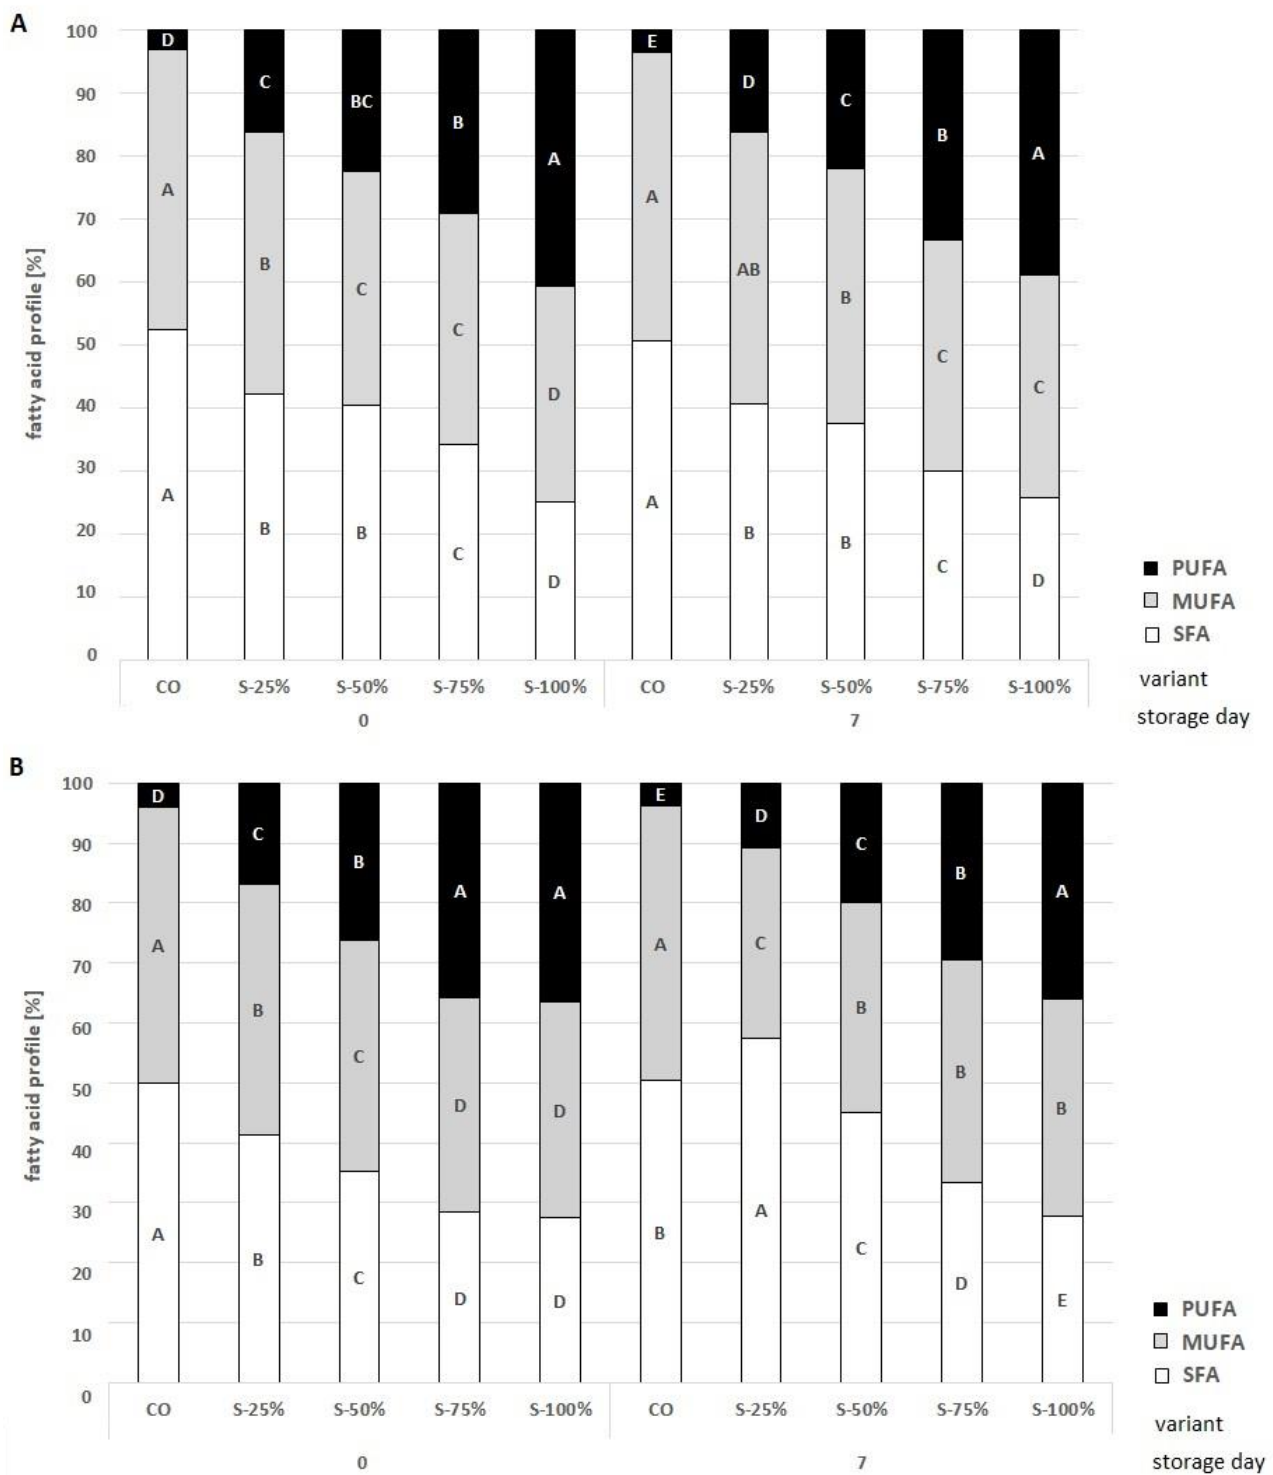 A
fatty acid profile [%]
100
90
80
70
60
50
40
30
20
10
0
D C BC B A E D C B A
A B C C D A AB B C C
A B B C D A B B C D
CO S-25% S-50% S-75% S-100% CO S-25% S-50% S-75% S-100%
0 7
PUFA
MUFA
SFA
variant
storage day
B
fatty acid profile [%]
100
90
80
70
60
50
40
30
20
10
0
D C B A A E D C B A
A B C D D A C B B B
A B C D D B A C D E
CO S-25% S-50% S-75% S-100% CO S-25% S-50% S-75% S-100%
0 7
PUFA
MUFA
SFA
variant
storage day